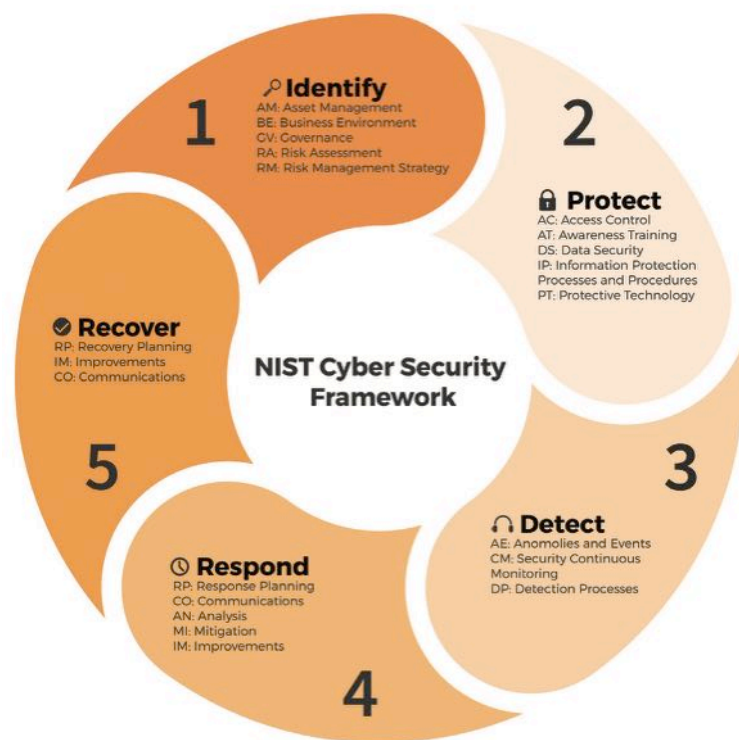 1
Identify
AM: Asset Management
BE: Business Environment
GV: Governance
RA: Risk Assessment
RM: Risk Management Strategy
2
Protect
AC: Access Control
AT: Awareness Training
DS: Data Security
IP: Information Protection
Processes and Procedures
PT: Protective Technology
3
Detect
AE: Anomolies and Events
CM: Security Continuous
Monitoring
DP: Detection Processes
4
Respond
RP: Response Planning
CO: Communications
AN: Analysis
MI: Mitigation
IM: Improvements
5
Recover
RP: Recovery Planning
IM: Improvements
CO: Communications
NIST Cyber Security
Framework